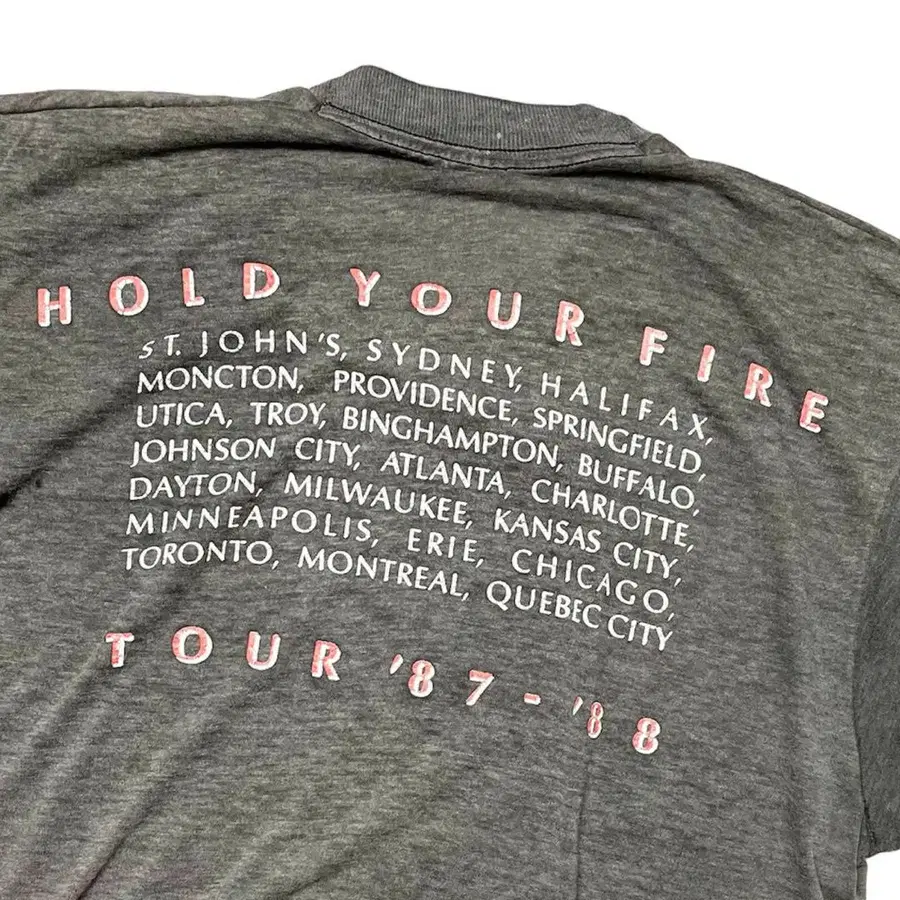 HOLD YOUR FIRE
ST. JOHN'S, SYDNEY, HALIFAX,
MONCTON, PROVIDENCE, SPRINGFIELD,
UTICA, TROY, BINGHAMPTON, BUFFALO,
JOHNSON CITY, ATLANTA, CHARLOTTE,
DAYTON, MILWAUKEE, KANSAS CITY,
MINNEAPOLIS, ERIE, CHICAGO,
TORONTO, MONTREAL, QUEBEC CITY
TOUR '87-'88